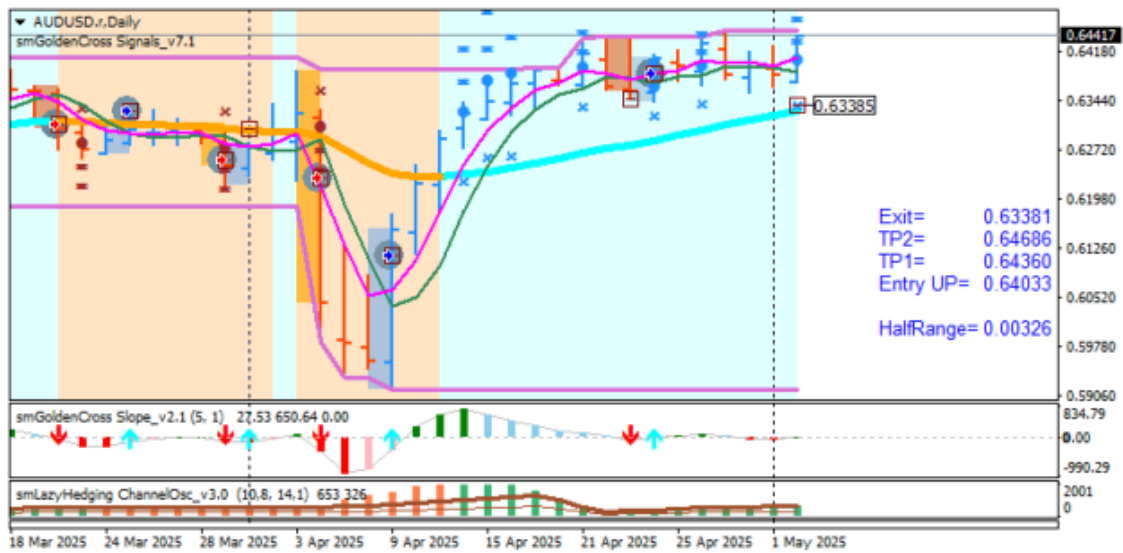 AUDUSD.r,Daily
smGoldenCross Signals_v7.1
0.64417
0.64180
0.63440
0.63385
0.62720
0.61980
0.61260
0.60520
0.59780
0.59060
Exit= 0.63381
TP2= 0.64686
TP1= 0.64360
Entry UP= 0.64033
HalfRange= 0.00326
smGoldenCross Slope_v2.1 (5, 1) 27.53 650.64 0.00
834.79
0.00
-990.29
smLazyHedging ChannelOsc_v3.0 (10,8, 14,1) 653 326
2001
0
18 Mar 2025 24 Mar 2025 28 Mar 2025 3 Apr 2025 9 Apr 2025 15 Apr 2025 21 Apr 2025 25 Apr 2025 1 May 2025